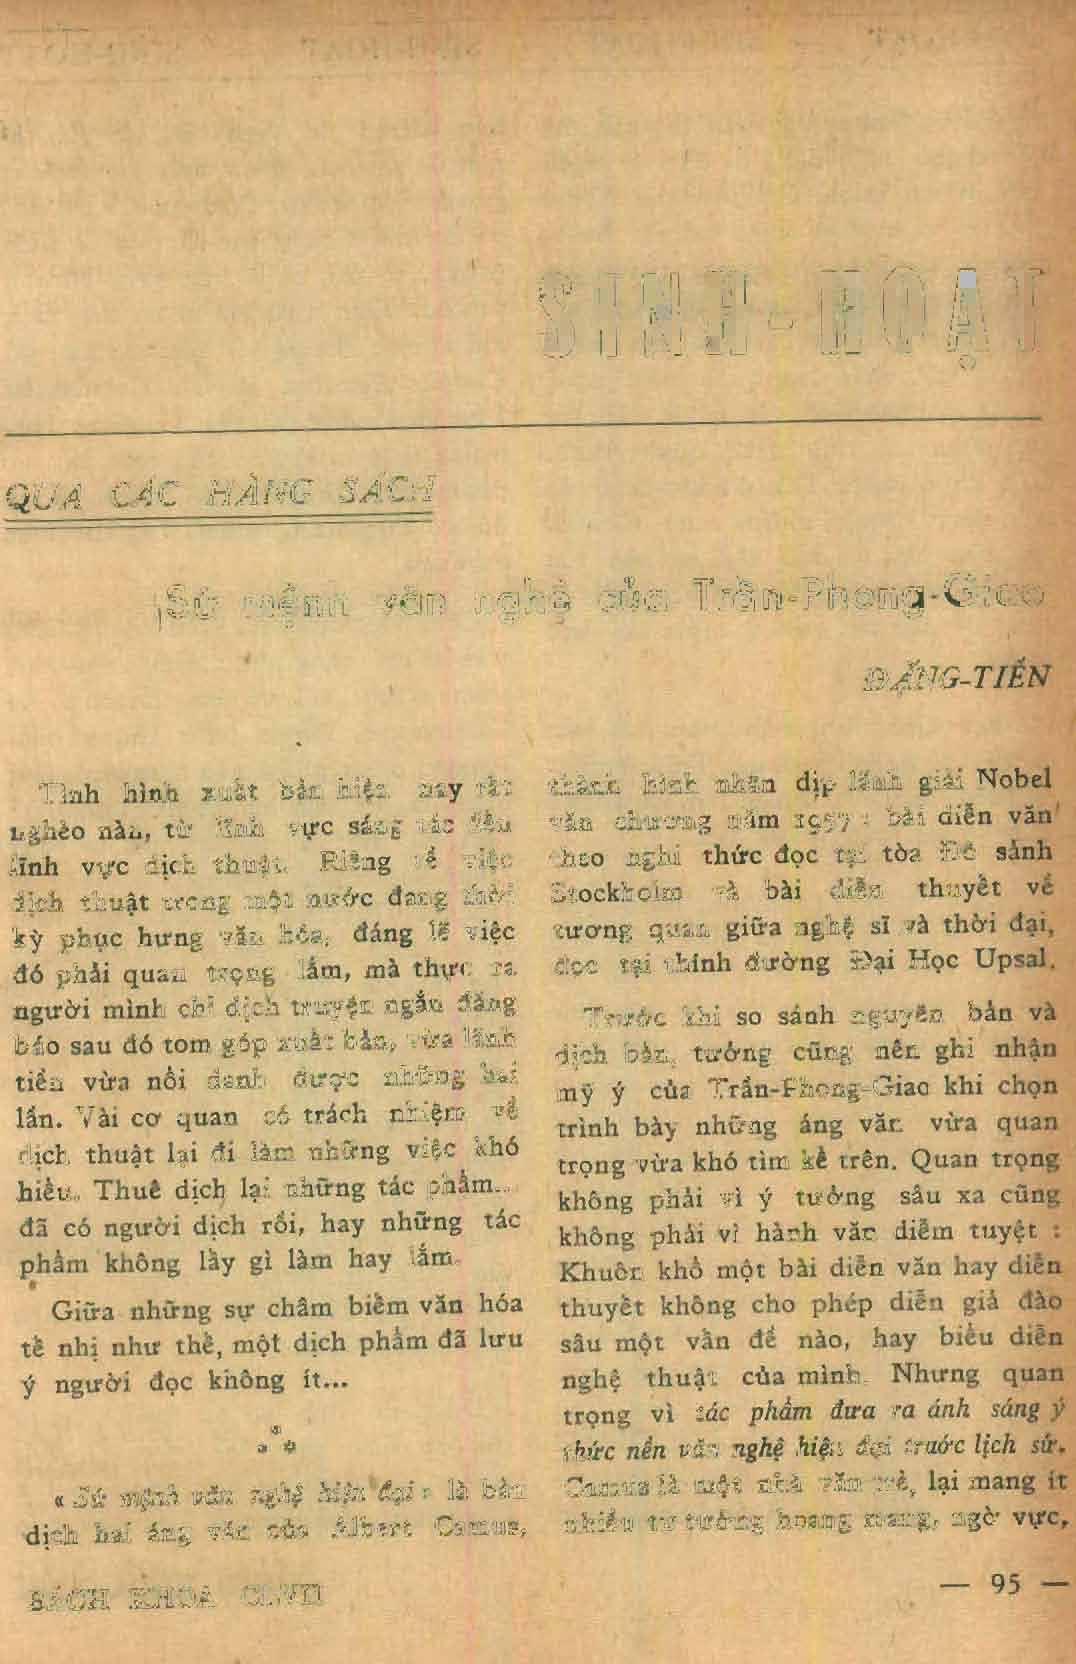 SINH-HOẠT
QUA CÁC HÀNG SÁCH
Sứ mệnh văn nghệ của Trần-Phong-Giao
ĐẶNG-TIẾN
Tình hình xuất bản hiện nay rất
nghèo nàn, từ lĩnh vực sáng tác đến
lĩnh vực dịch thuật. Riêng về việc
dịch thuật trong một nước đang thời
kỳ phục hưng văn hóa, đáng lẽ việc
đó phải quan trọng lắm, mà thực ra
người mình chỉ dịch truyện ngắn đăng
báo sau đó tom góp xuất bản, vừa lãnh
tiền vừa nổi danh được những hai
lần. Vài cơ quan có trách nhiệm về
dịch thuật lại đi làm những việc khó
hiểu. Thuê dịch lại những tác phẩm...
đã có người dịch rồi, hay những tác
phẩm không lấy gì làm hay lắm.
Giữa những sự châm biếm văn hóa
tế nhị như thế, một dịch phẩm đã lưu
ý người đọc không ít...
« Sứ mệnh văn nghệ hiện đại » là bản
dịch hai áng văn của Albert Camus,
thành hình nhân dịp lãnh giải Nobel
văn chương năm 1957 : bài diễn văn
theo nghi thức đọc tại tòa Đô sảnh
Stockholm và bài diễn thuyết về
tương quan giữa nghệ sĩ và thời đại,
đọc tại thính đường Đại Học Upsal.
Trước khi so sánh nguyên bản và
dịch bản, tưởng cũng nên ghi nhận
mỹ ý của Trần-Phong-Giao khi chọn
trình bày những áng văn vừa quan
trọng vừa khó tìm kể trên. Quan trọng
không phải vì ý tưởng sâu xa cũng
không phải vì hành văn diễm tuyệt :
Khuôn khổ một bài diễn văn hay diễn
thuyết không cho phép diễn giả đào
sâu một vấn đề nào, hay biểu diễn
nghệ thuật của mình. Nhưng quan
trọng vì tác phẩm đưa ra ánh sáng ý
thức nền văn nghệ hiện đại trước lịch sử.
Camus là một nhà văn trẻ, lại mang ít
nhiều tư tưởng hoang mang, ngờ vực,
BÁCH KHOA CLVII
— 95 —